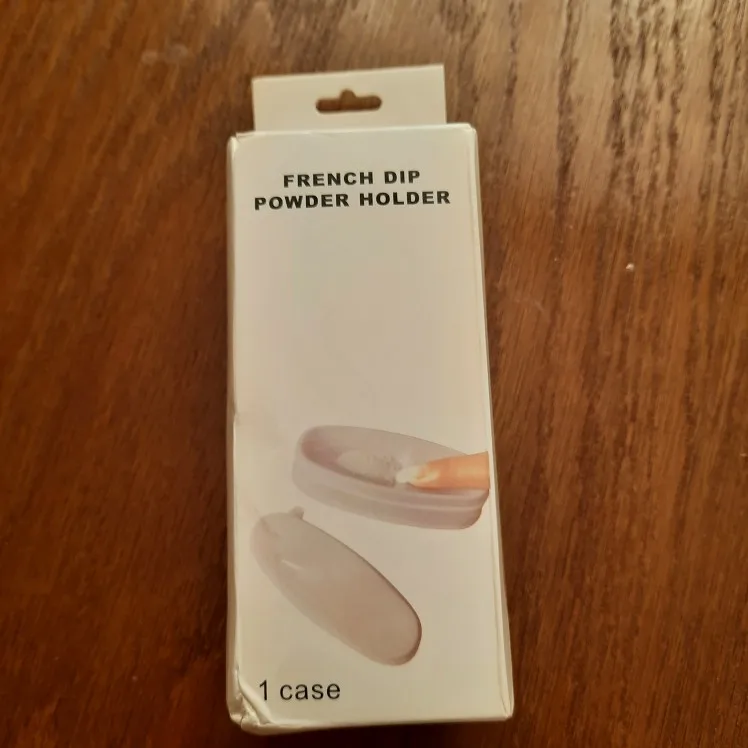 FRENCH DIP
POWDER HOLDER
1 case